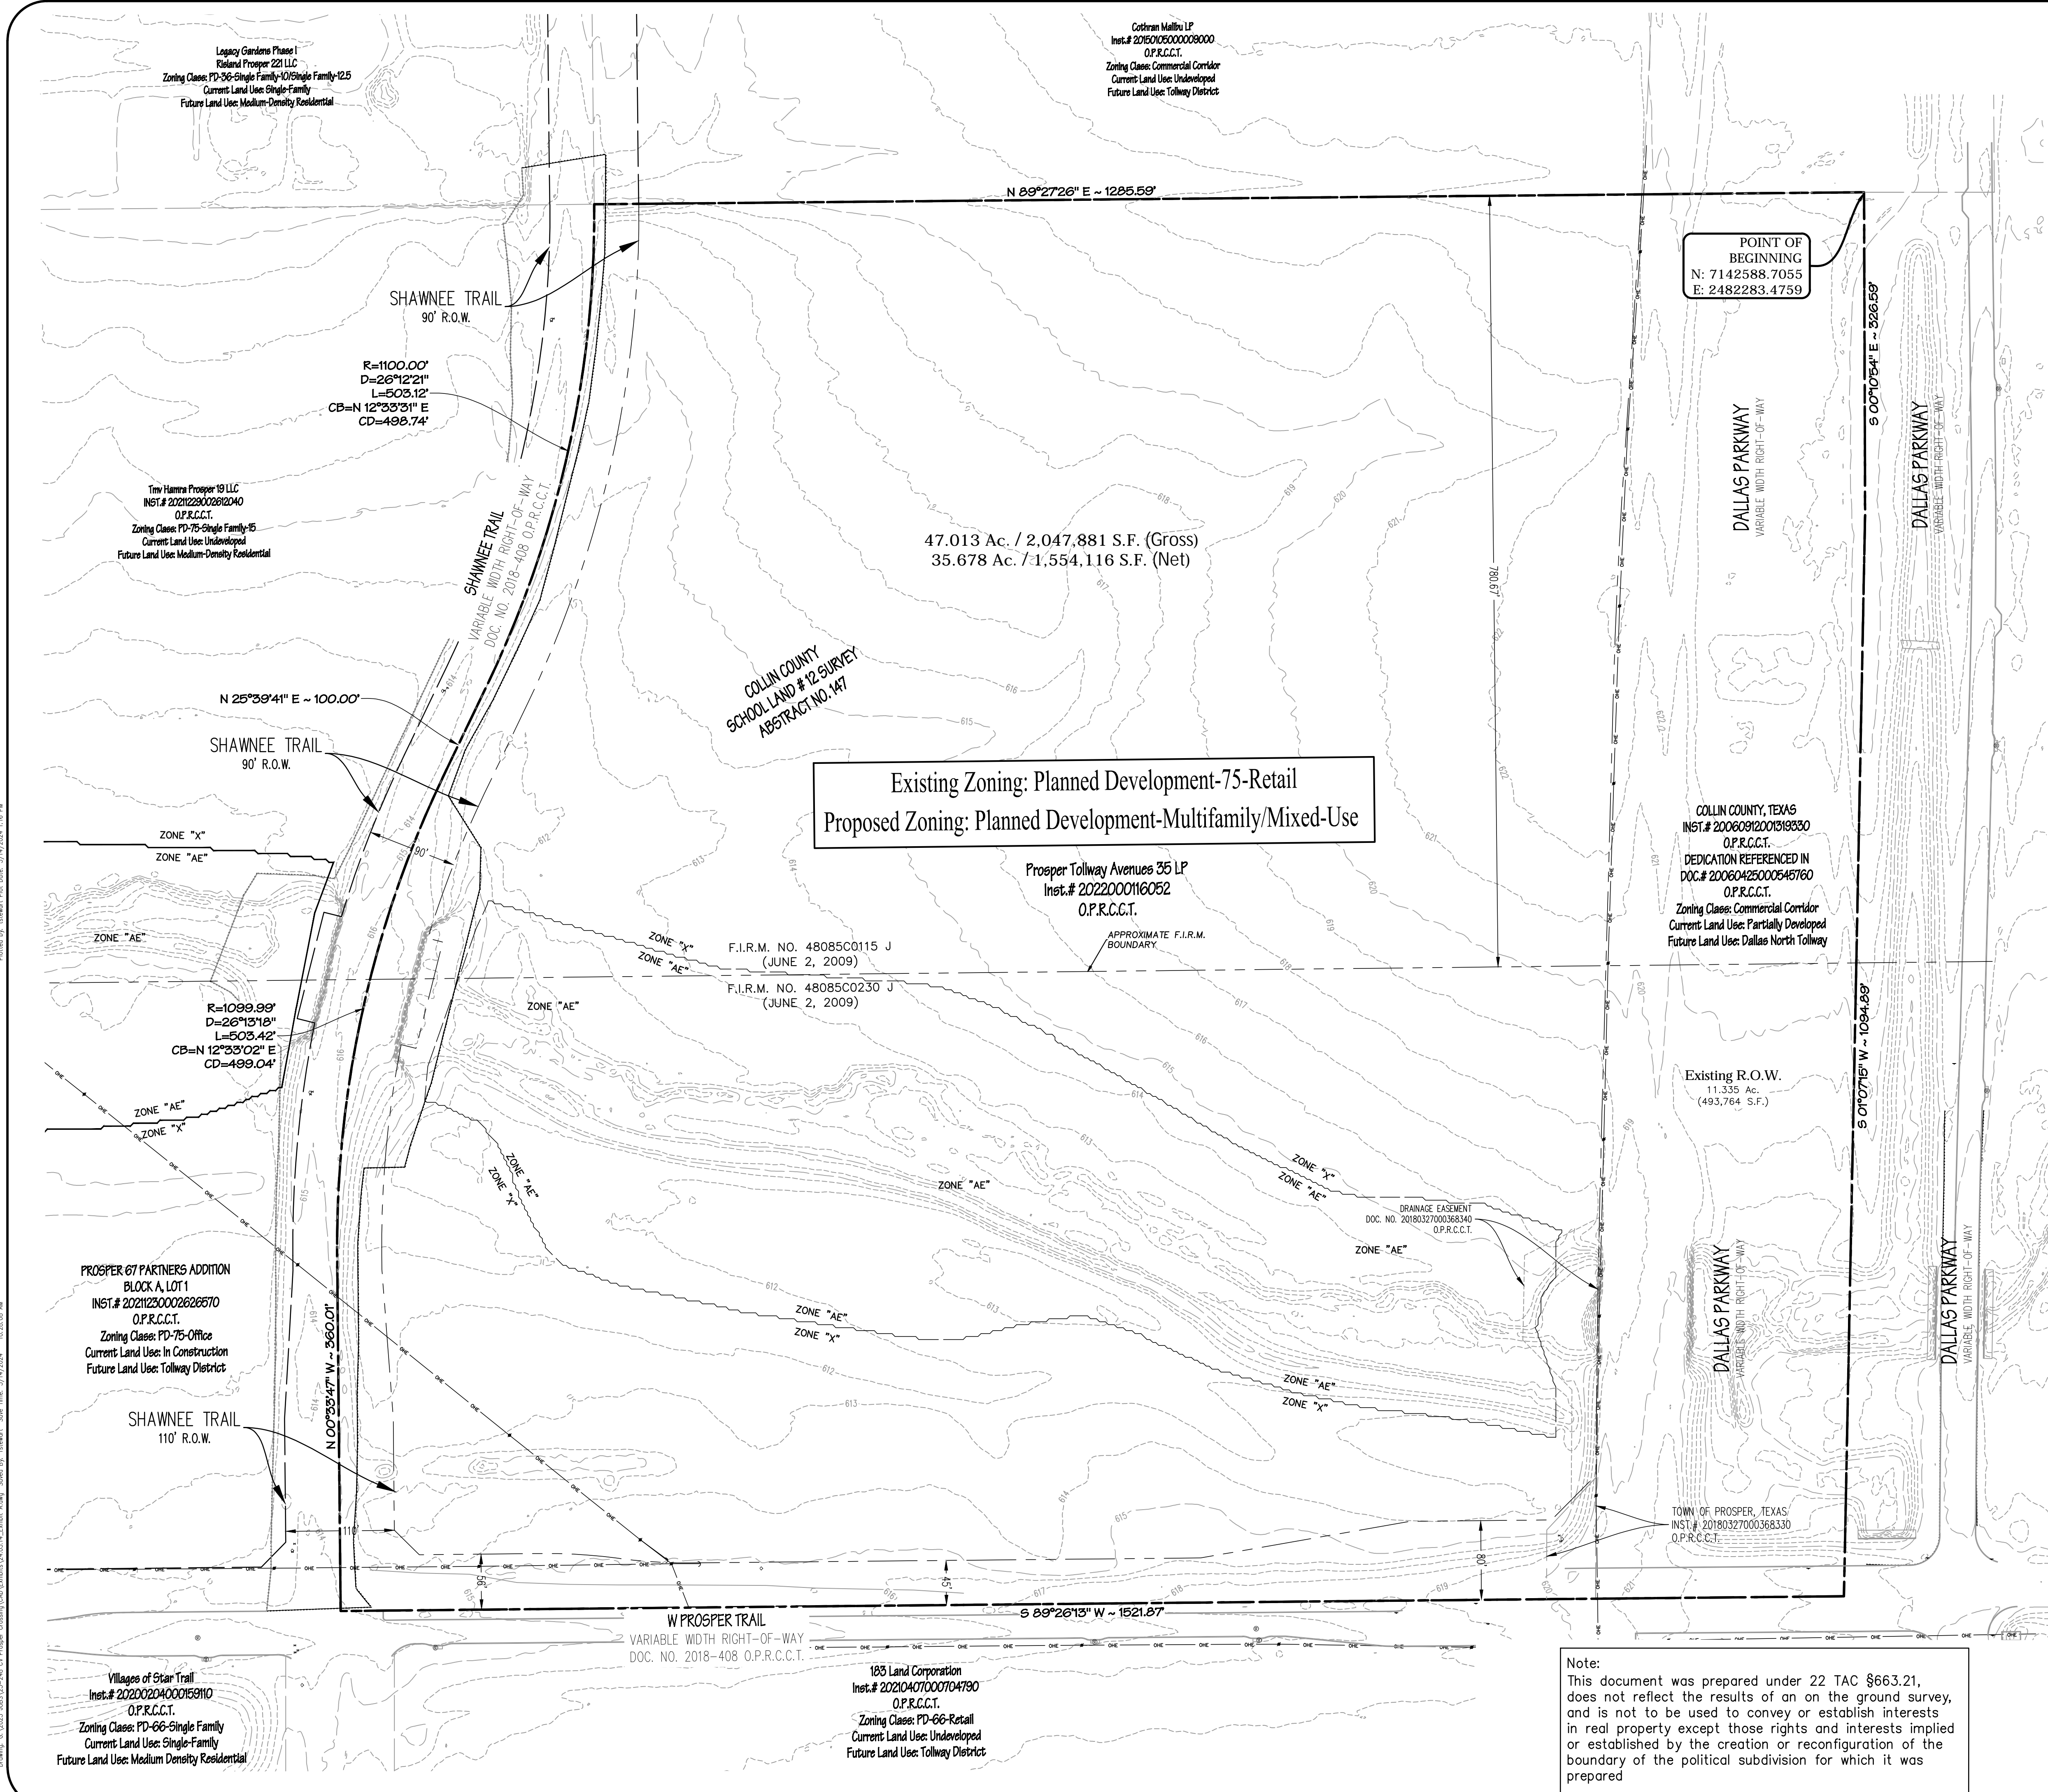 Legacy Gardens Phase I
Risland Prosper 221 LLC
Zoning Class: PD-36-Single Family-10/Single Family-12.5
Current Land Use: Single-Family
Future Land Use: Medium-Density Residential
Cothran Malibu LP
Inst.# 20150105000009000
O.P.R.C.C.T.
Zoning Class: Commercial Corridor
Current Land Use: Undeveloped
Future Land Use: Tollway District
N 89°27'26" E ~ 1285.59'
POINT OF
BEGINNING
N: 7142588.7055
E: 2482283.4759
S 00°10'54" E ~ 326.59'
SHAWNEE TRAIL
90' R.O.W.
R=1100.00'
D=26°12'21"
L=503.12'
CB=N 12°33'31" E
CD=498.74'
DALLAS PARKWAY
VARIABLE WIDTH RIGHT-OF-WAY
DALLAS PARKWAY
VARIABLE WIDTH RIGHT-OF-WAY
Tmv Hamra Prosper 19 LLC
INST.# 20211229002612040
O.P.R.C.C.T.
Zoning Class: PD-75-Single Family-15
Current Land Use: Undeveloped
Future Land Use: Medium-Density Residential
SHAWNEE TRAIL
VARIABLE WIDTH RIGHT-OF-WAY
DOC. NO. 2018-408 O.P.R.C.C.T.
47.013 Ac. / 2,047,881 S.F. (Gross)
35.678 Ac. / 1,554,116 S.F. (Net)
780.67'
COLLIN COUNTY
SCHOOL LAND # 12 SURVEY
ABSTRACT NO. 147
N 25°39'41" E ~ 100.00'
SHAWNEE TRAIL
90' R.O.W.
Existing Zoning: Planned Development-75-Retail
Proposed Zoning: Planned Development-Multifamily/Mixed-Use
COLLIN COUNTY, TEXAS
INST.# 20060912001319330
O.P.R.C.C.T.
DEDICATION REFERENCED IN
DOC.# 20060425000545760
O.P.R.C.C.T.
Zoning Class: Commercial Corridor
Current Land Use: Partially Developed
Future Land Use: Dallas North Tollway
ZONE "X"
ZONE "AE"
90'
Prosper Tollway Avenues 35 LP
Inst.# 2022000116052
O.P.R.C.C.T.
ZONE "AE"
ZONE "X"
ZONE "AE"
F.I.R.M. NO. 48085C0115 J
(JUNE 2, 2009)
APPROXIMATE F.I.R.M.
BOUNDARY
F.I.R.M. NO. 48085C0230 J
(JUNE 2, 2009)
ZONE "AE"
R=1099.99'
D=26°13'18"
L=503.42'
CB=N 12°33'02" E
CD=499.04'
S 01°07'15" W ~ 1094.89'
Existing R.O.W.
11.335 Ac.
(493,764 S.F.)
ZONE "AE"
ZONE "X"
ZONE "AE"
ZONE "X"
ZONE "AE"
ZONE "X"
ZONE "AE"
DRAINAGE EASEMENT
DOC. NO. 20180327000368340
O.P.R.C.C.T.
ZONE "AE"
DALLAS PARKWAY
VARIABLE WIDTH RIGHT-OF-WAY
DALLAS PARKWAY
VARIABLE WIDTH RIGHT-OF-WAY
PROSPER 67 PARTNERS ADDITION
BLOCK A, LOT 1
INST.# 20211230002626570
O.P.R.C.C.T.
Zoning Class: PD-75-Office
Current Land Use: In Construction
Future Land Use: Tollway District
N 00°33'47" W ~ 360.01'
ZONE "AE"
ZONE "X"
ZONE "AE"
ZONE "X"
SHAWNEE TRAIL
110' R.O.W.
110'
56'
45'
80'
TOWN OF PROSPER, TEXAS
INST.# 20180327000368330
O.P.R.C.C.T.
S 89°26'13" W ~ 1521.87'
W PROSPER TRAIL
VARIABLE WIDTH RIGHT-OF-WAY
DOC. NO. 2018-408 O.P.R.C.C.T.
Villages of Star Trail
Inst.# 20200204000159110
O.P.R.C.C.T.
Zoning Class: PD-66-Single Family
Current Land Use: Single-Family
Future Land Use: Medium Density Residential
183 Land Corporation
Inst.# 20210407000704790
O.P.R.C.C.T.
Zoning Class: PD-66-Retail
Current Land Use: Undeveloped
Future Land Use: Tollway District
Note:
This document was prepared under 22 TAC §663.21,
does not reflect the results of an on the ground survey,
and is not to be used to convey or establish interests
in real property except those rights and interests implied
or established by the creation or reconfiguration of the
boundary of the political subdivision for which it was
prepared